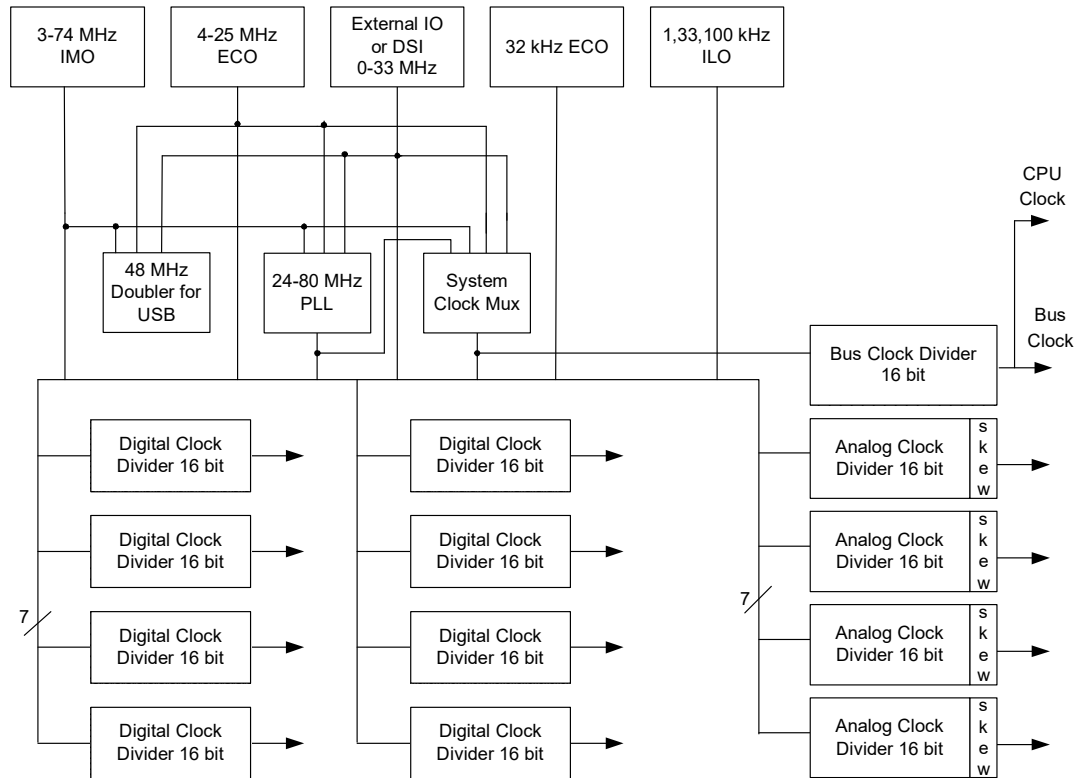 3-74 MHz
IMO
4-25 MHz
ECO
External IO
or DSI
0-33 MHz
32 kHz ECO
1,33,100 kHz
ILO
CPU
Clock
48 MHz
Doubler for
USB
24-80 MHz
PLL
System
Clock Mux
Bus
Clock
Bus Clock Divider
16 bit
Digital Clock
Divider 16 bit
Digital Clock
Divider 16 bit
Analog Clock
Divider 16 bit
s
k
e
w
Digital Clock
Divider 16 bit
Digital Clock
Divider 16 bit
Analog Clock
Divider 16 bit
s
k
e
w
7
7
Digital Clock
Divider 16 bit
Digital Clock
Divider 16 bit
Analog Clock
Divider 16 bit
s
k
e
w
Digital Clock
Divider 16 bit
Digital Clock
Divider 16 bit
Analog Clock
Divider 16 bit
s
k
e
w